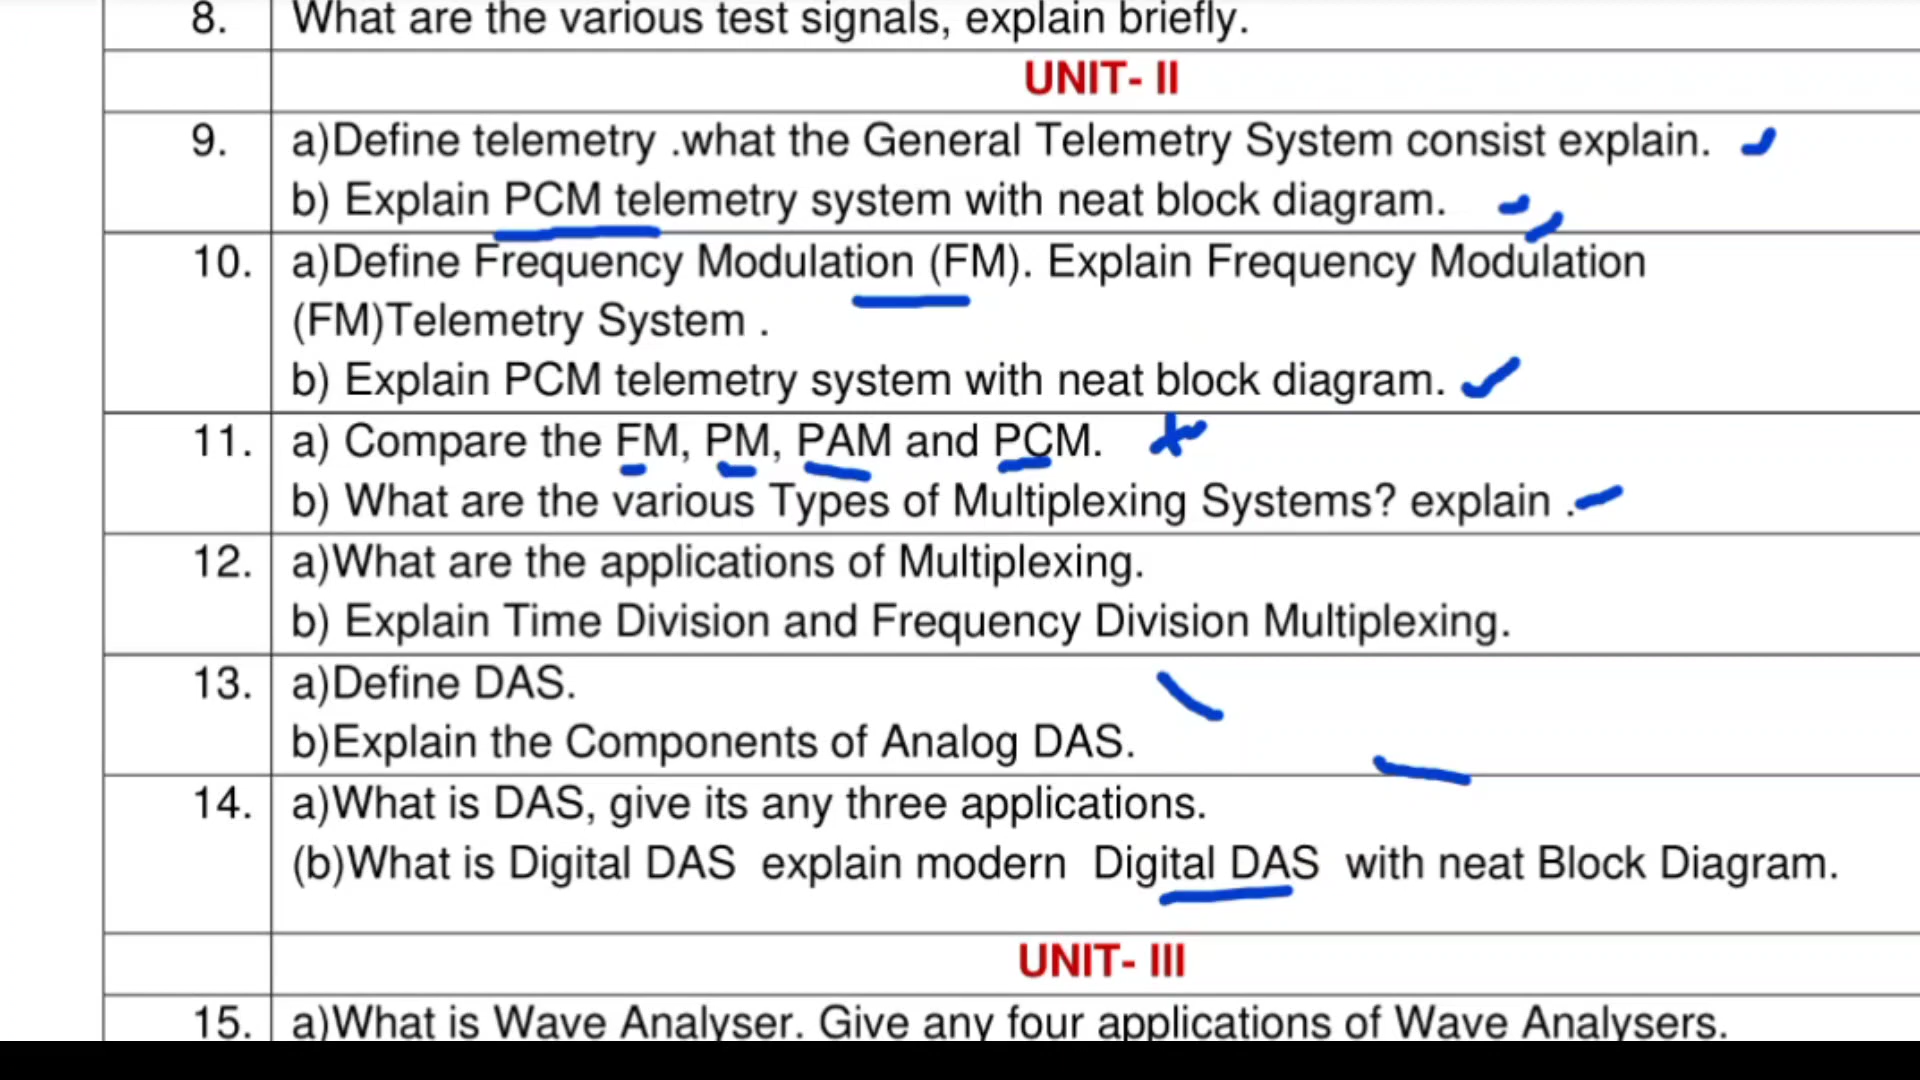 8. What are the various test signals, explain briefly.
UNIT- II
9. a)Define telemetry .what the General Telemetry System consist explain.
b) Explain PCM telemetry system with neat block diagram.
10. a)Define Frequency Modulation (FM). Explain Frequency Modulation
(FM)Telemetry System .
b) Explain PCM telemetry system with neat block diagram.
11. a) Compare the FM, PM, PAM and PCM.
b) What are the various Types of Multiplexing Systems? explain .
12. a)What are the applications of Multiplexing.
b) Explain Time Division and Frequency Division Multiplexing.
13. a)Define DAS.
b)Explain the Components of Analog DAS.
14. a)What is DAS, give its any three applications.
(b)What is Digital DAS explain modern Digital DAS with neat Block Diagram.
UNIT- III
15. a)What is Wave Analyser. Give any four applications of Wave Analysers.